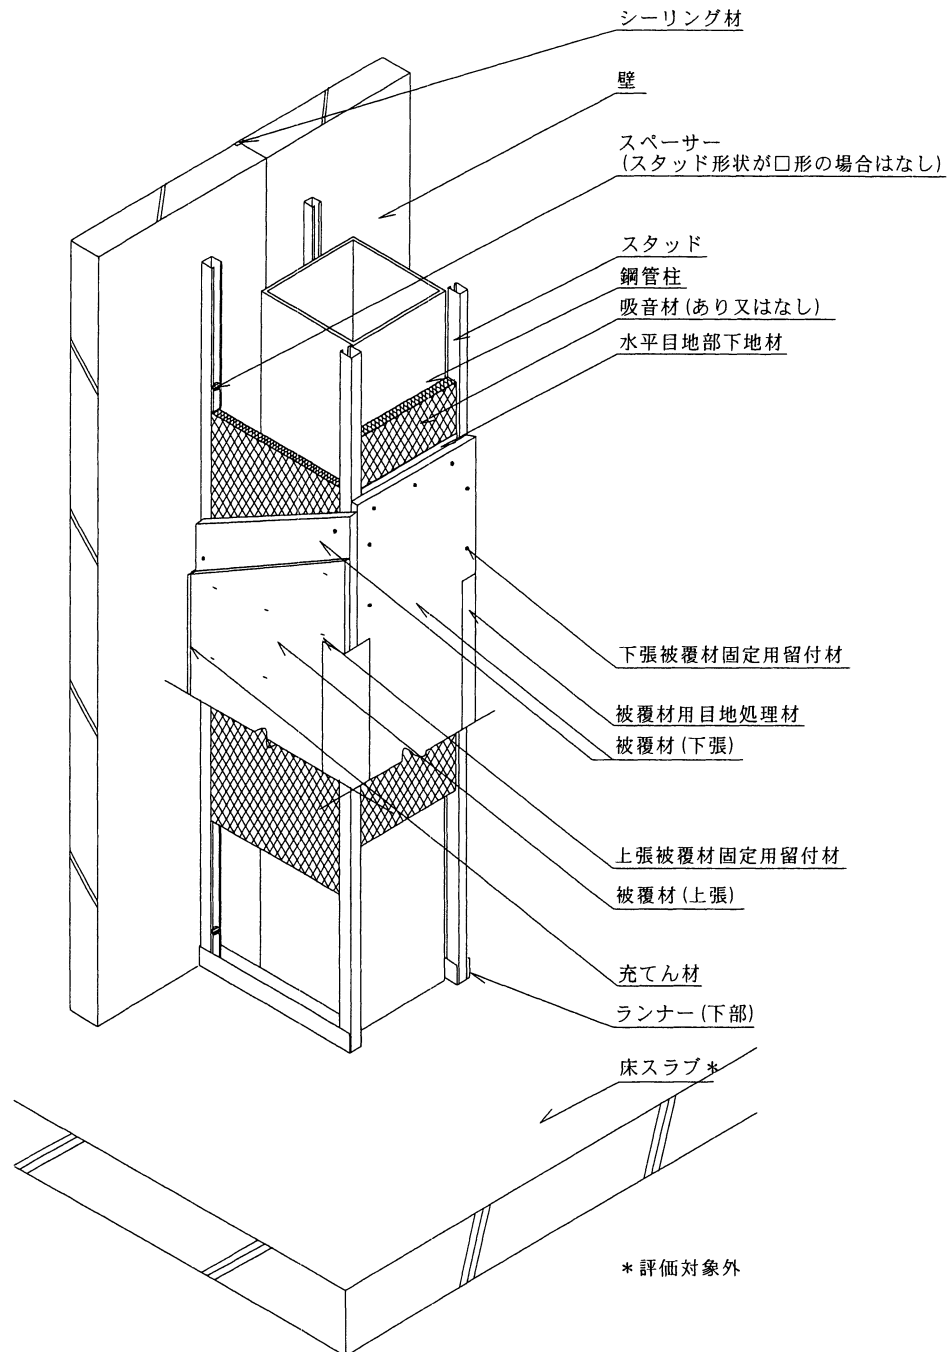 シーリング材
壁
スペーサー
(スタッド形状が□形の場合はなし)
スタッド
鋼管柱
吸音材(あり又はなし)
水平目地部下地材
下張被覆材固定用留付材
被覆材用目地処理材
被覆材(下張)
上張被覆材固定用留付材
被覆材(上張)
充てん材
ランナー(下部)
床スラブ*
*評価対象外